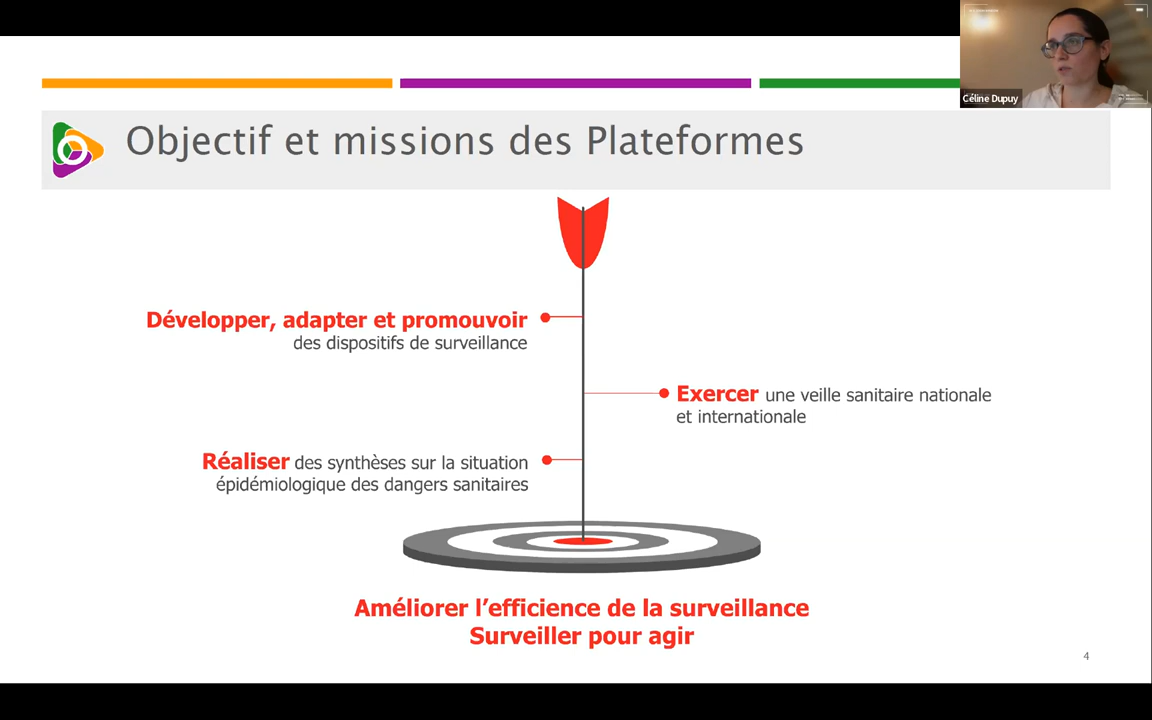 Céline Dupuy
Objectif et missions des Plateformes
Développer, adapter et promouvoir
des dispositifs de surveillance
Exercer une veille sanitaire nationale
et internationale
Réaliser des synthèses sur la situation
épidémiologique des dangers sanitaires
Améliorer l’efficience de la surveillance
Surveiller pour agir
4